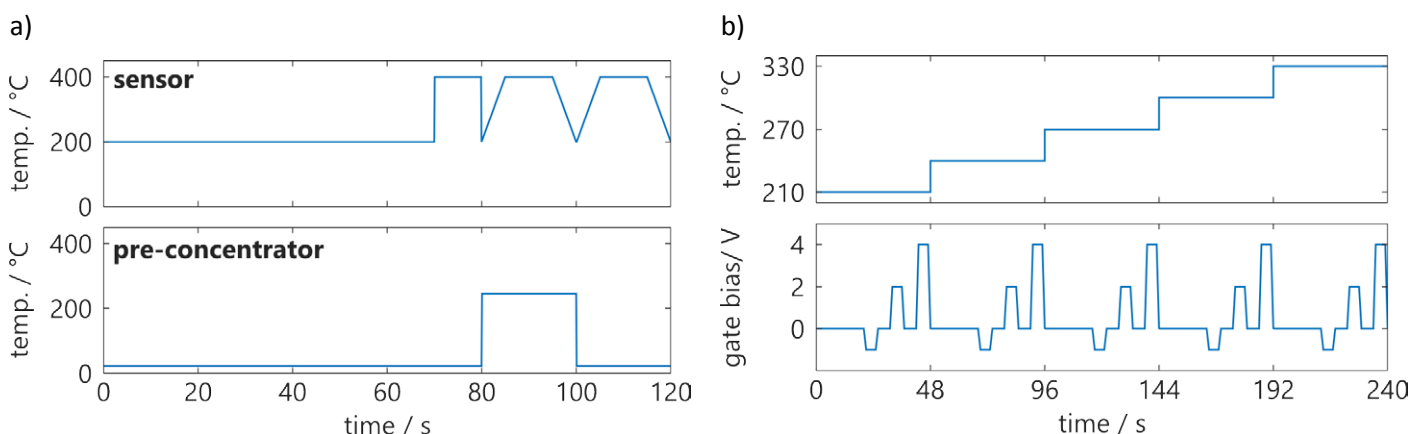 a)
temp. / °C
400
200
0
sensor
temp. / °C
400
200
0
pre-concentrator
0 20 40 60 80 100 120
time / s
b)
temp. / °C
330
270
210
gate bias/ V
4
2
0
0 48 96 144 192 240
time / s